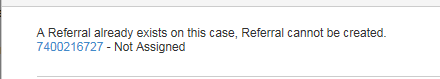 A Referral already exists on this case, Referral cannot be created.
7400216727 - Not Assigned